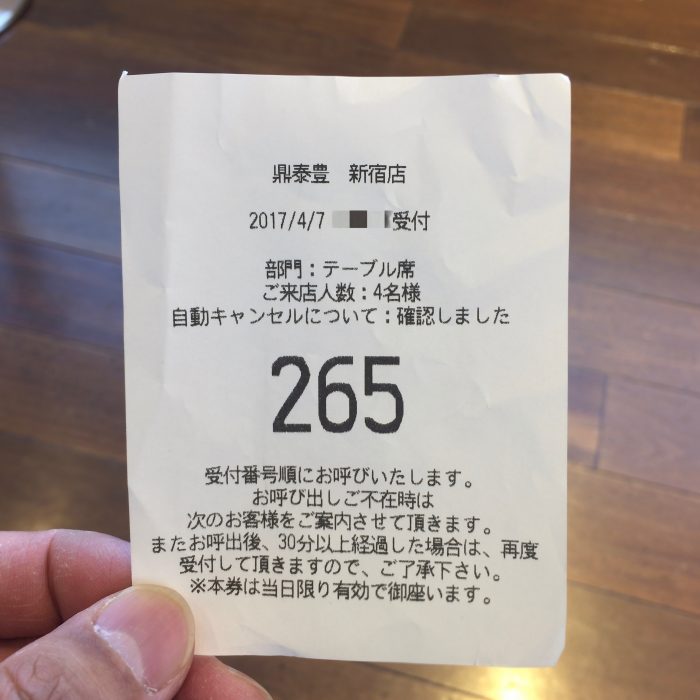 鼎泰豊　新宿店
2017/4/7 受付
部門：テーブル席
ご来店人数：4名様
自動キャンセルについて：確認しました
265
受付番号順にお呼びいたします。
お呼び出しご不在時は
次のお客様をご案内させて頂きます。
またお呼出後、30分以上経過した場合は、再度
受付して頂きますので、ご了承下さい。
※本券は当日限り有効で御座います。